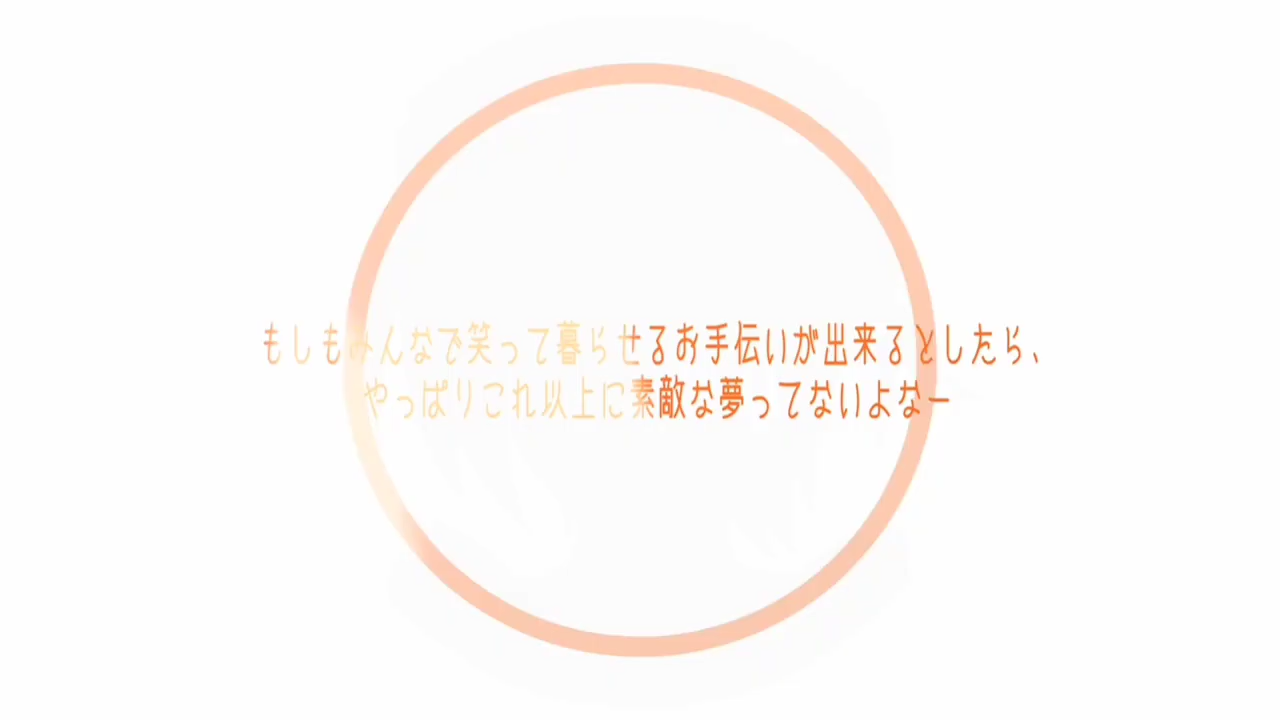 もしもみんなで笑って暮らせるお手伝いが出来るとしたら、
やっぱりこれ以上に素敵な夢ってないよなー